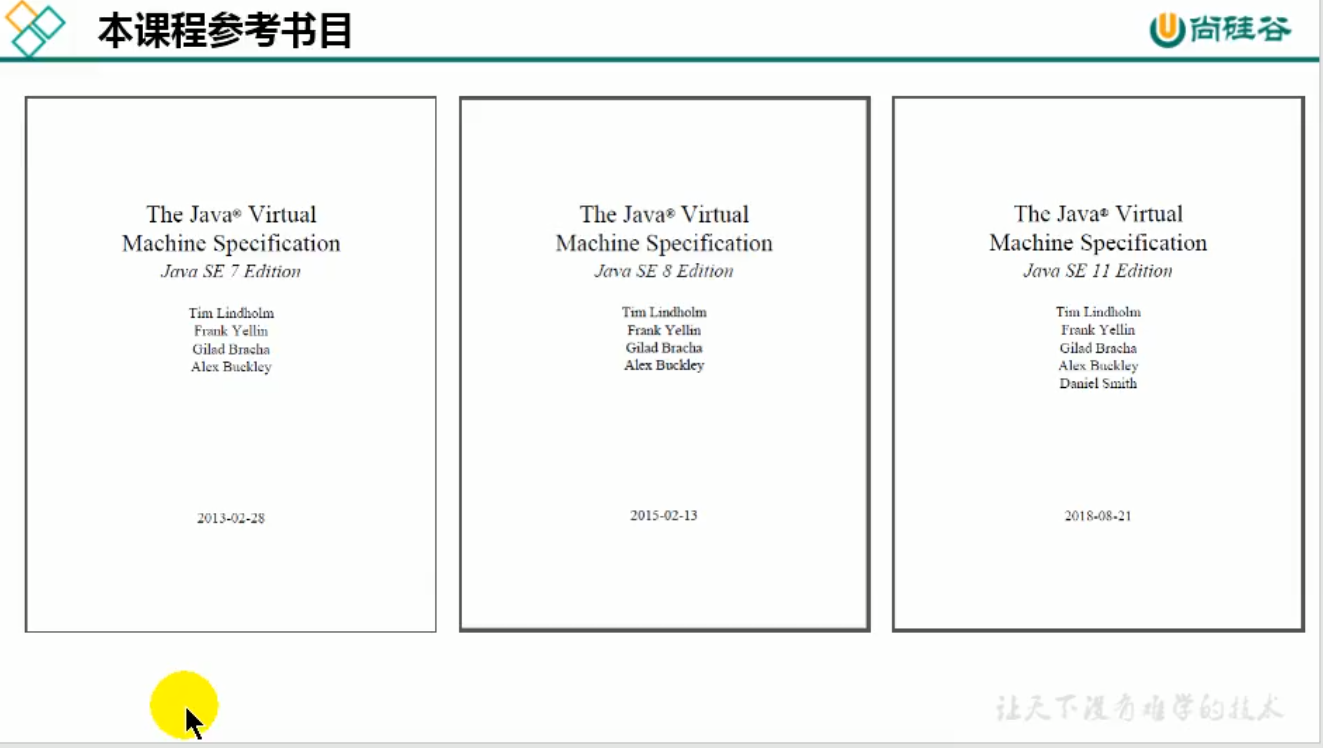 本课程参考书目
尚硅谷
The Java® Virtual
Machine Specification
Java SE 7 Edition
Tim Lindholm
Frank Yellin
Gilad Bracha
Alex Buckley
2013-02-28
The Java® Virtual
Machine Specification
Java SE 8 Edition
Tim Lindholm
Frank Yellin
Gilad Bracha
Alex Buckley
2015-02-13
The Java® Virtual
Machine Specification
Java SE 11 Edition
Tim Lindholm
Frank Yellin
Gilad Bracha
Alex Buckley
Daniel Smith
2018-08-21
让天下没有难学的技术